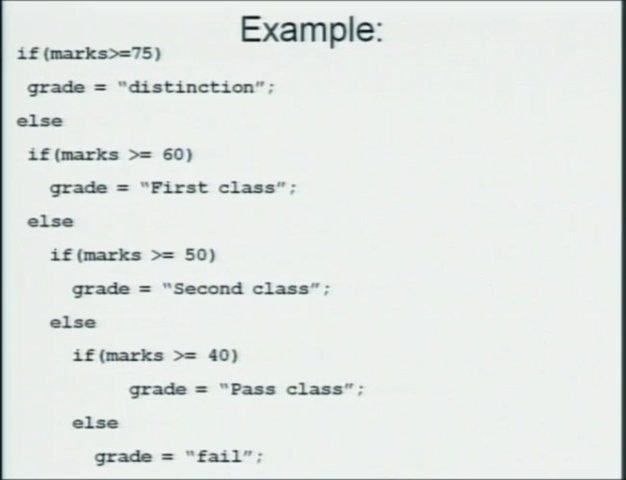 Example:
if(marks>=75)
grade = "distinction";
else
if(marks >= 60)
grade = "First class";
else
if(marks >= 50)
grade = "Second class";
else
if(marks >= 40)
grade = "Pass class";
else
grade = "fail";